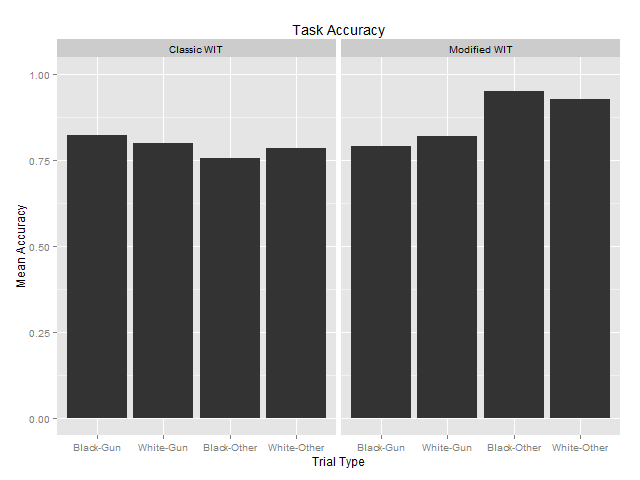 Task Accuracy
Classic WIT
Modified WIT
1.00
0.75
0.50
0.25
0.00
Mean Accuracy
Black-Gun White-Gun Black-Other White-Other
Black-Gun White-Gun Black-Other White-Other
Trial Type